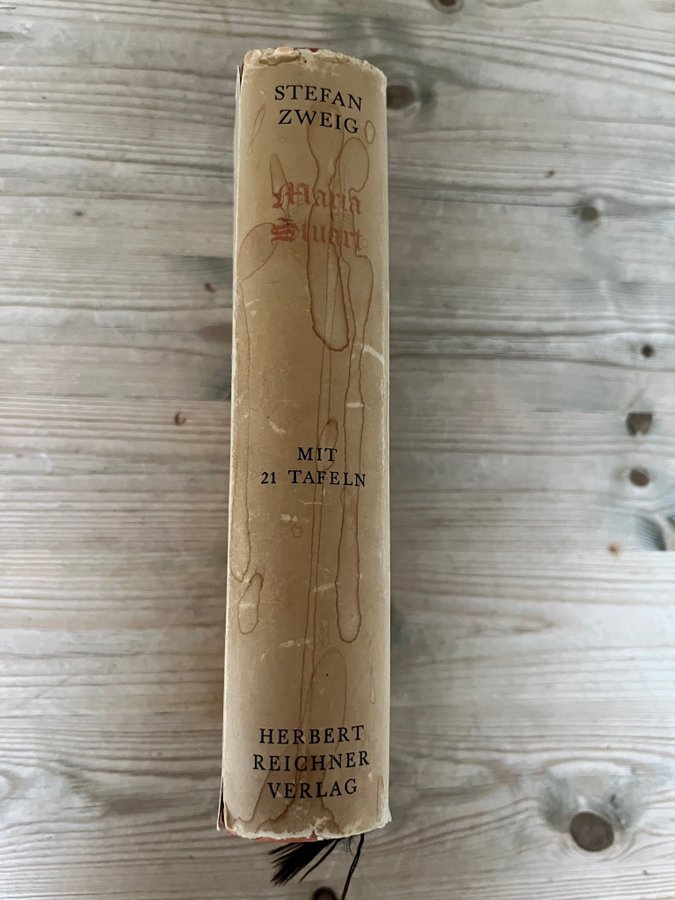 STEFAN
ZWEIG
Maria
Stuart
MIT
21 TAFELN
HERBERT
REICHNER
VERLAG